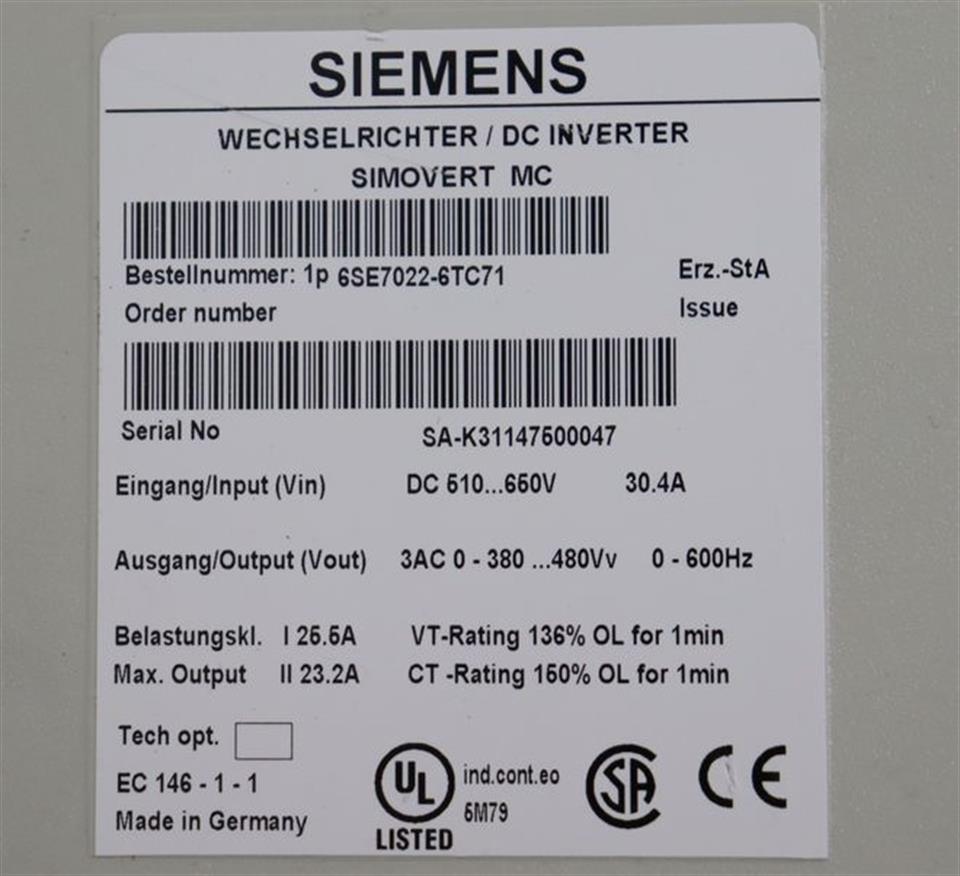 SIEMENS
WECHSELRICHTER / DC INVERTER
SIMOVERT MC
Bestellnummer: 1p 6SE7022-6TC71 Erz.-StA
Order number Issue
Serial No SA-K31147500047
Eingang/Input (Vin) DC 510...650V 30.4A
Ausgang/Output (Vout) 3AC 0 - 380 ...480Vv 0 - 600Hz
Belastungskl. I 25.5A VT-Rating 136% OL for 1min
Max. Output II 23.2A CT -Rating 150% OL for 1min
Tech opt.
EC 146 - 1 - 1
Made in Germany
UL LISTED
ind.cont.eo
5M79
SA
CE